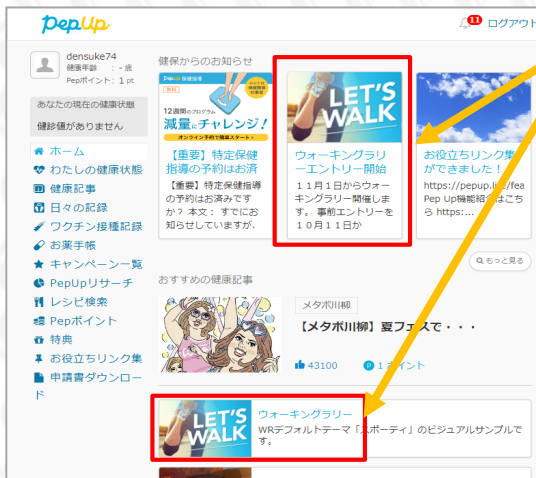 PepUp
11 ログアウト
densuke74
健康年齢 : - 歳
Pepポイント: 1 pt
あなたの現在の健康状態
健診値がありません
ホーム
わたしの健康状態
健康記事
日々の記録
ワクチン接種記録
お薬手帳
キャンペーン一覧
PepUpリサーチ
レシピ検索
Pepポイント
特典
お役立ちリンク集
申請書ダウンロー
ド
健保からのお知らせ
PepUp 保健指導
無料
12週間のプログラム
減量にチャレンジ!
オンライン予約で簡単スタート
【重要】特定保健
指導の予約はお済
【重要】特定保健指導
の予約はお済みです
か? 本文: すでにお
知らせしていますが、
LET'S
WALK
ウォーキングラリ
ーエントリー開始
11月1日からウォー
キングラリー開催しま
す。 事前エントリーを
10月11日か
お役立ちリンク集
ができました!
https://pepup.life/fea
Pep Up機能紹介はこち
ら https:...
もっと見る
おすすめの健康記事
メタボ川柳
【メタボ川柳】夏フェスで・・・
43100
1 ポイント
LET'S
WALK
ウォーキングラリー
WRデフォルトテーマ「スポーティ」のビジュアルサンプルで
す。